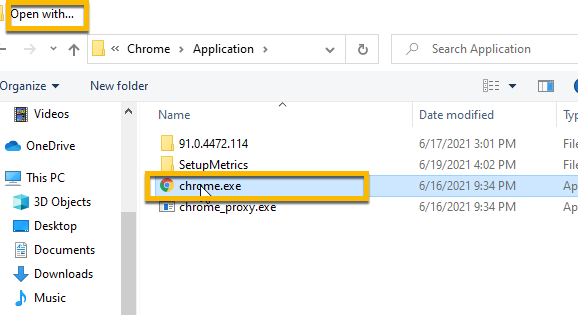 Open with...
« Chrome > Application >
Search Application
Organize New folder
Name Date modified Ty
Videos
OneDrive
This PC
3D Objects
Desktop
Documents
Downloads
Music
91.0.4472.114 6/17/2021 3:01 PM File
SetupMetrics 6/19/2021 4:02 PM File
chrome.exe 6/16/2021 9:34 PM Ap
chrome_proxy.exe 6/16/2021 9:34 PM Ap